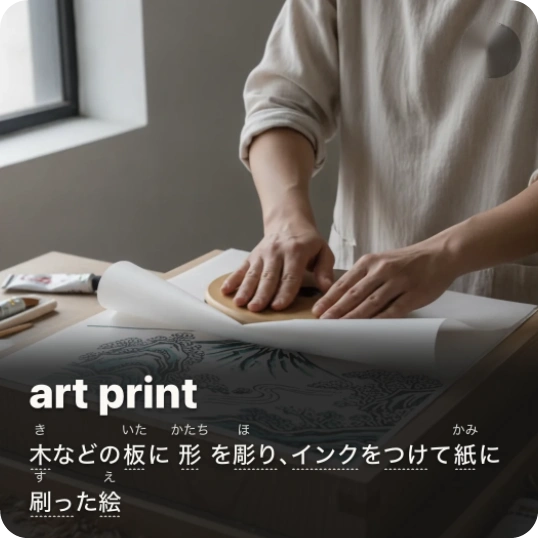 art print
き いた かたち ほ かみ
木などの板に 形 を彫り、インクをつけて紙に
す え
刷った絵